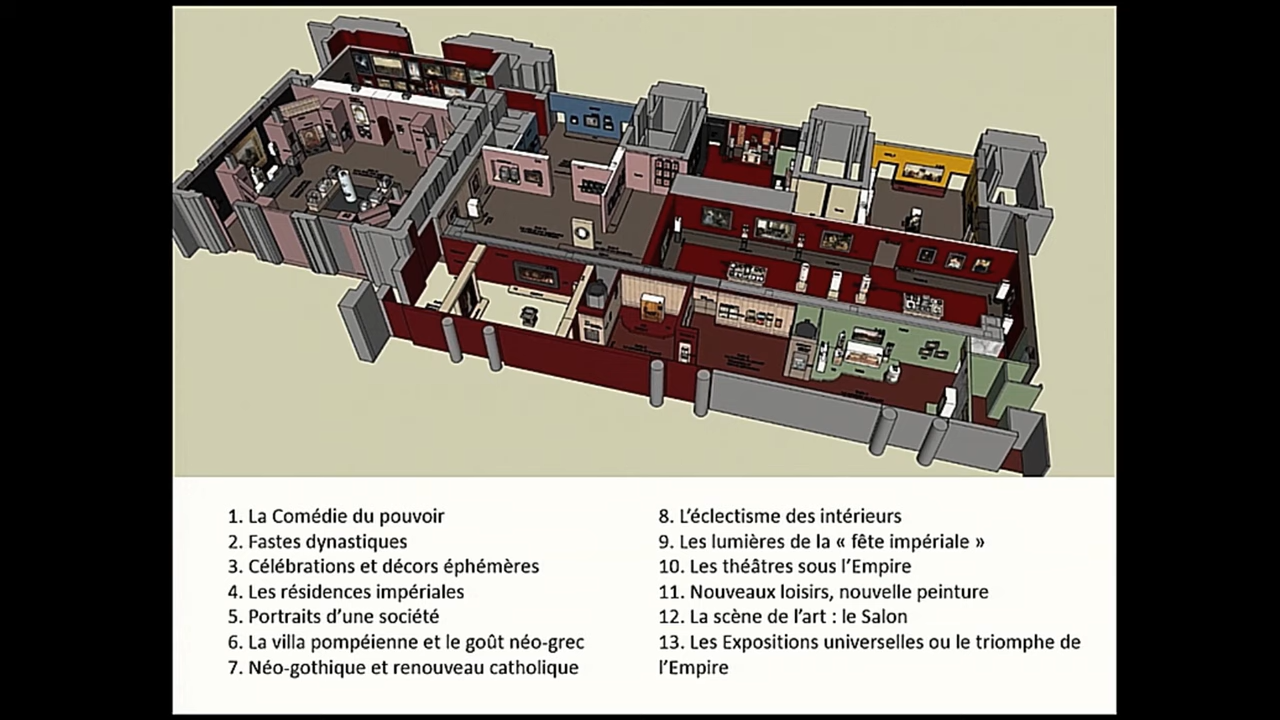 1. La Comédie du pouvoir
2. Fastes dynastiques
3. Célébrations et décors éphémères
4. Les résidences impériales
5. Portraits d'une société
6. La villa pompéienne et le goût néo-grec
7. Néo-gothique et renouveau catholique
8. L'éclectisme des intérieurs
9. Les lumières de la « fête impériale »
10. Les théâtres sous l'Empire
11. Nouveaux loisirs, nouvelle peinture
12. La scène de l'art : le Salon
13. Les Expositions universelles ou le triomphe de
l'Empire